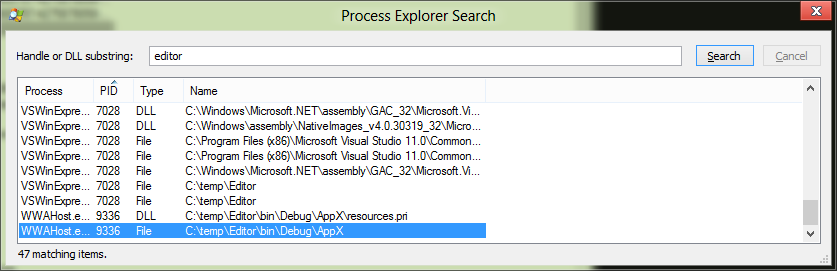 Process Explorer Search
Handle or DLL substring: editor Search Cancel
Process PID Type Name
VSWinExpre... 7028 DLL C:\Windows\Microsoft.NET\assembly\GAC_32\Microsoft.Vi...
VSWinExpre... 7028 DLL C:\Windows\assembly\NativeImages_v4.0.30319_32\Micro...
VSWinExpre... 7028 File C:\Program Files (x86)\Microsoft Visual Studio 11.0\Common...
VSWinExpre... 7028 File C:\Program Files (x86)\Microsoft Visual Studio 11.0\Common...
VSWinExpre... 7028 File C:\Windows\Microsoft.NET\assembly\GAC_32\Microsoft.Vi...
VSWinExpre... 7028 File C:\temp\Editor
VSWinExpre... 7028 File C:\temp\Editor
WWAHost.e... 9336 DLL C:\temp\Editor\bin\Debug\AppX\resources.pri
WWAHost.e... 9336 File C:\temp\Editor\bin\Debug\AppX
47 matching items.